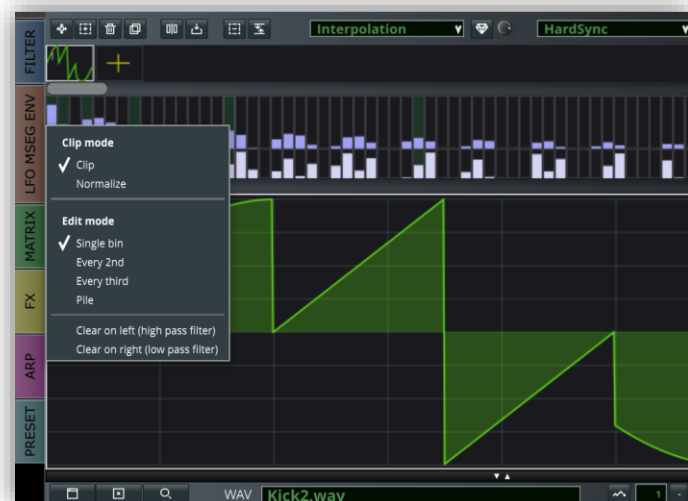 Interpolation
HardSync
FILTER
LFO MSEG ENV
MATRIX
FX
ARP
PRESET
Clip mode
Clip
Normalize
Edit mode
Single bin
Every 2nd
Every third
Pile
Clear on left (high pass filter)
Clear on right (low pass filter)
WAV Kick2.wav
1